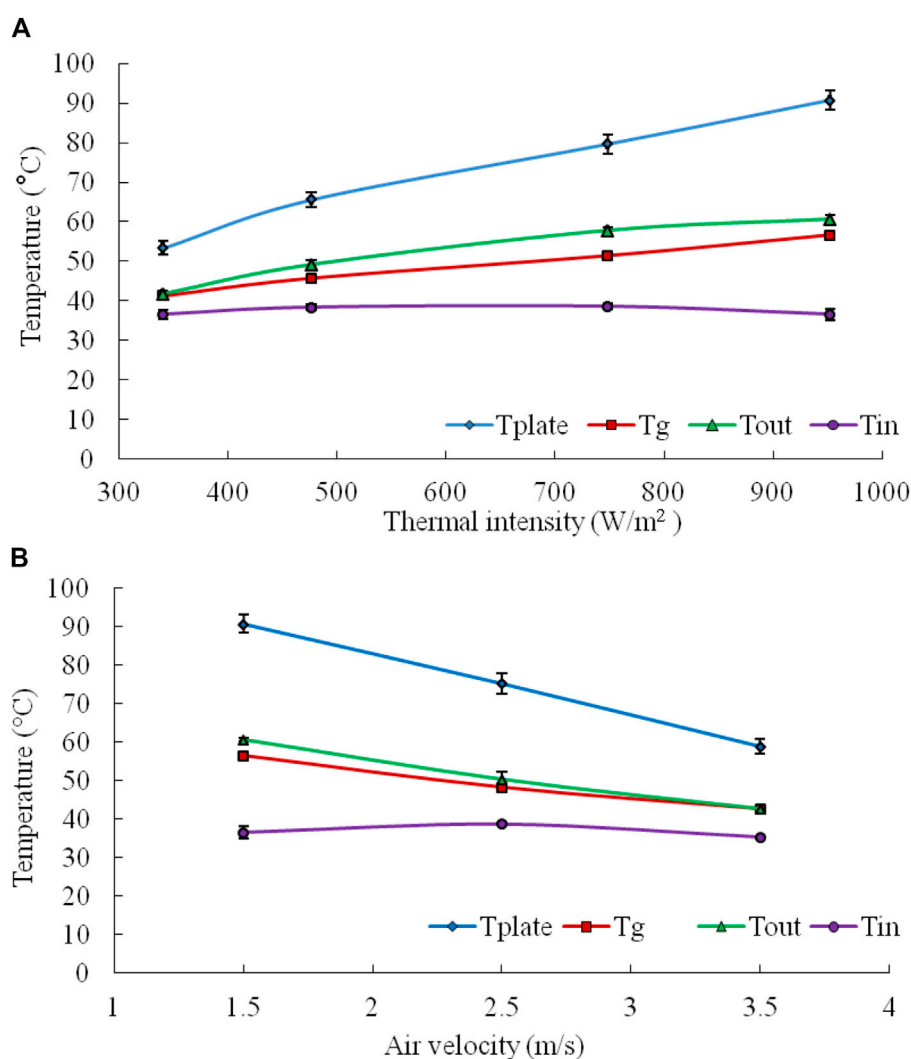 A
100
90
80
70
60
50
40
30
20
10
0
Temperature (°C)
300 400 500 600 700 800 900 1000
Thermal intensity (W/m²)
Tplate Tg Tout Tin
B
100
90
80
70
60
50
40
30
20
10
0
Temperature (°C)
1 1.5 2 2.5 3 3.5 4
Air velocity (m/s)
Tplate Tg Tout Tin